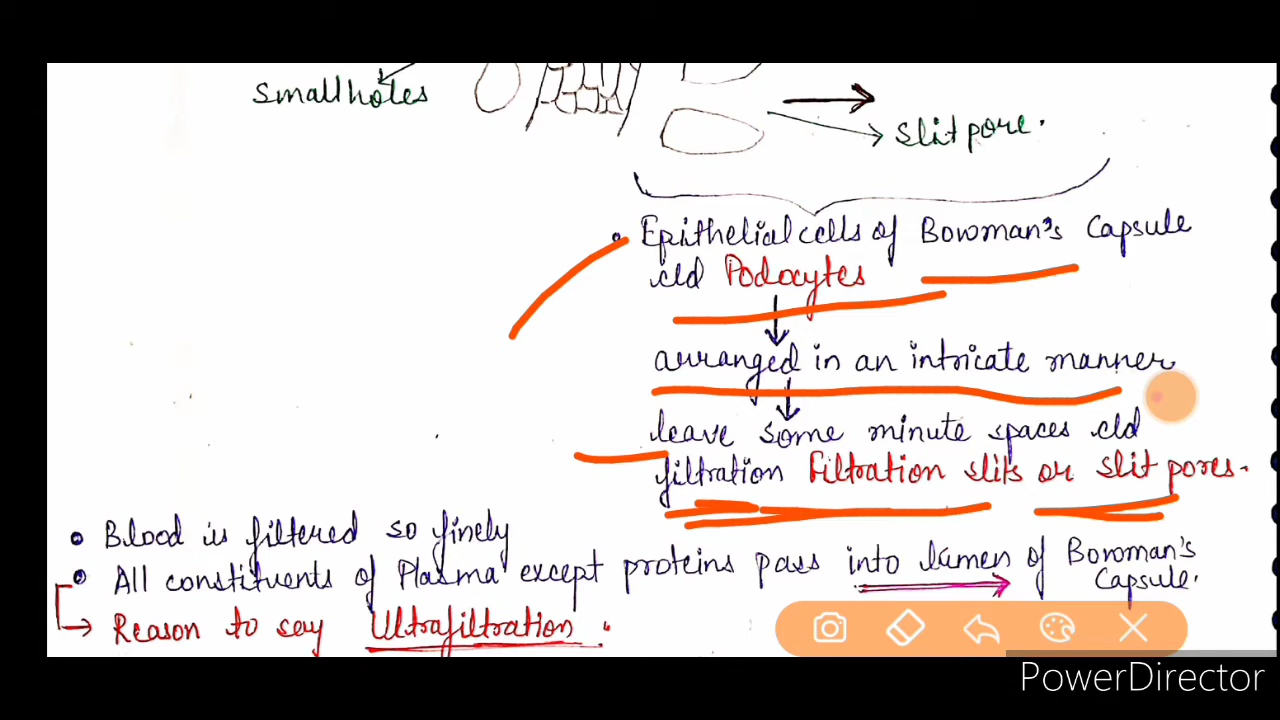 Small holes
Slit pore.
• Epithelial cells of Bowman's Capsule
cld Podocytes
arranged in an intricate manner
leave some minute spaces cld
filtration Filtration slits or slit pores.
• Blood is filtered so finely
• All constituents of Plasma except proteins pass into lumen of Bowman's
Capsule.
→ Reason to say Ultrafiltration.
PowerDirector